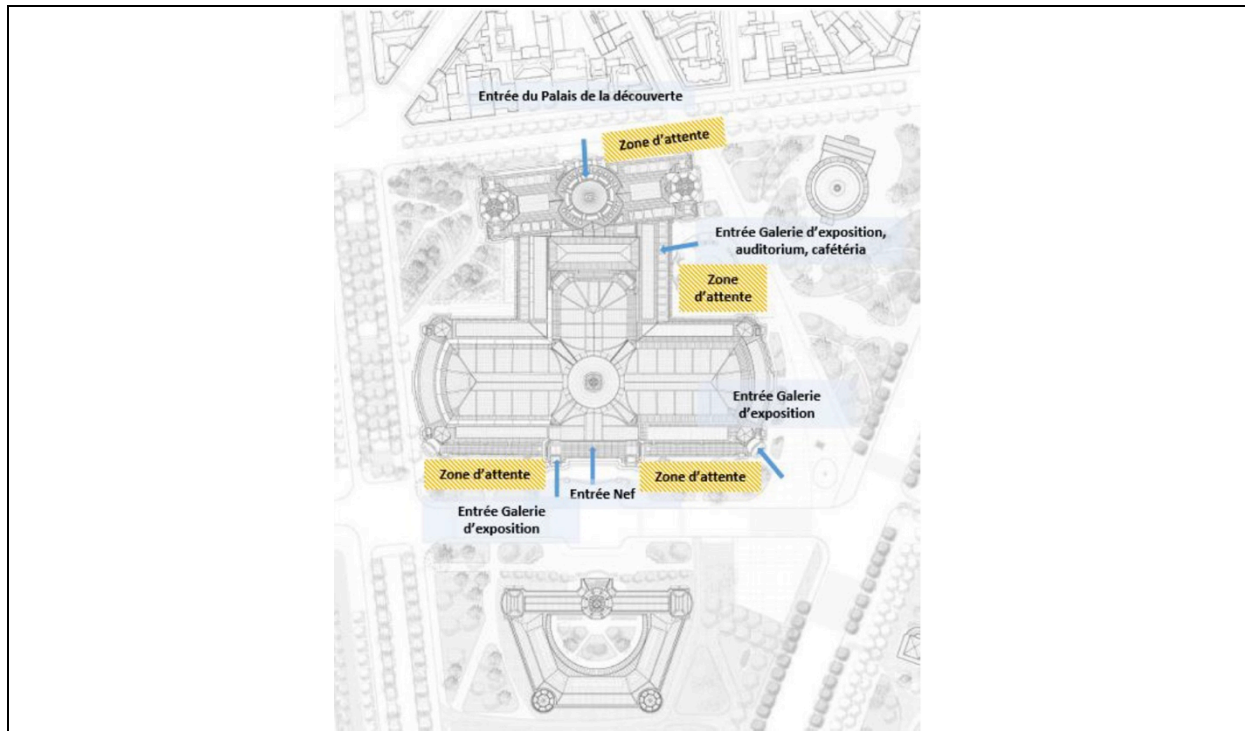 Entrée du Palais de la découverte
Zone d'attente
Entrée Galerie d'exposition,
auditorium, cafétéria
Zone
d'attente
Entrée Galerie
d'exposition
Zone d'attente
Zone d'attente
Entrée Nef
Entrée Galerie
d'exposition